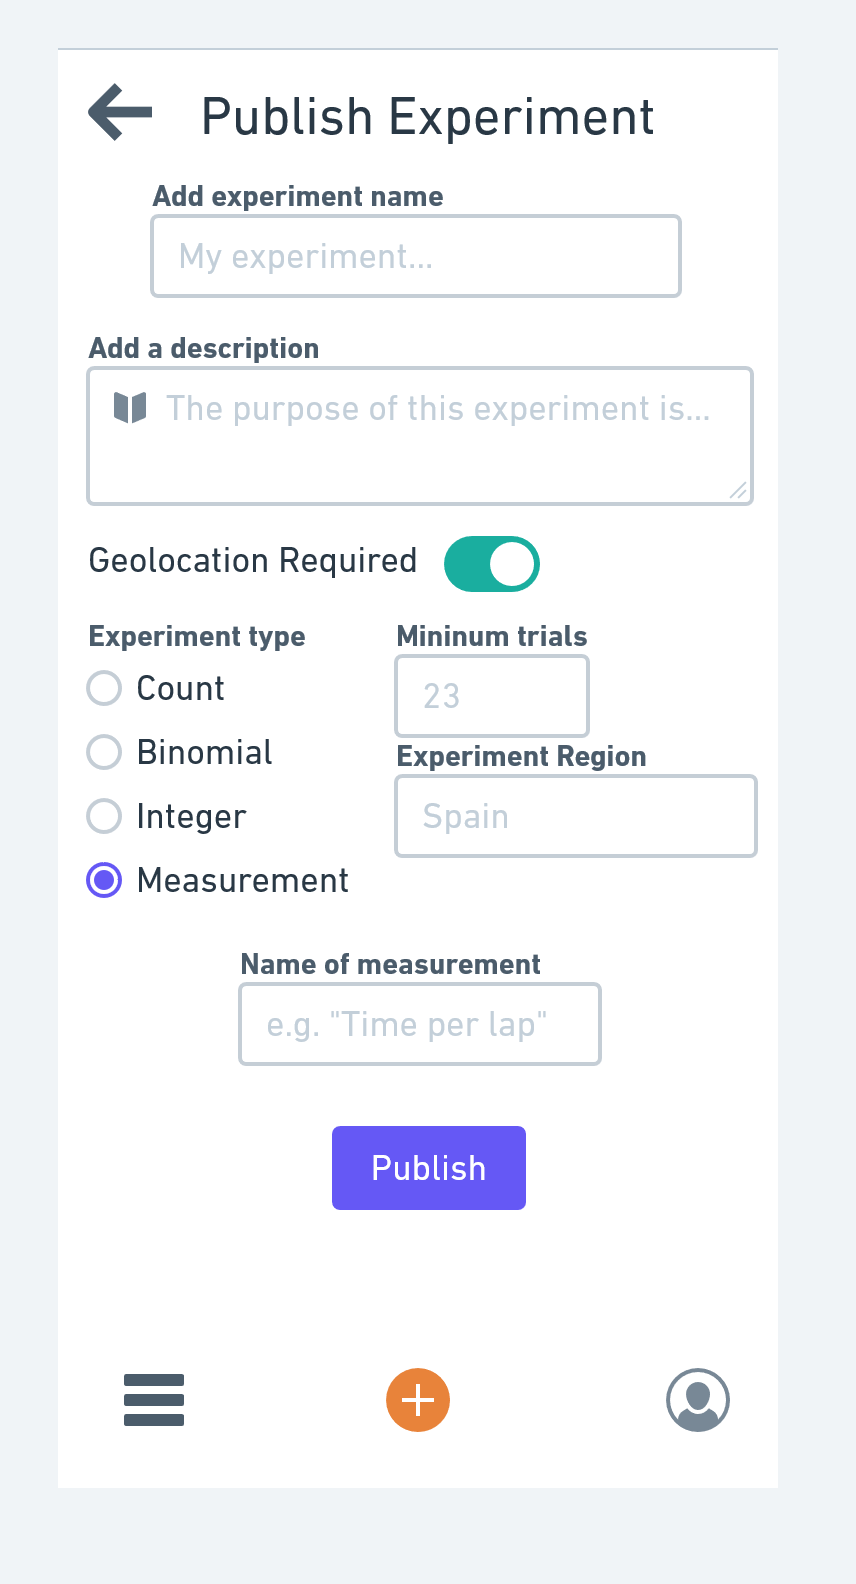 Publish Experiment
Add experiment name
My experiment...
Add a description
The purpose of this experiment is...
Geolocation Required
Experiment type
Count
Binomial
Integer
Measurement
Mininum trials
23
Experiment Region
Spain
Name of measurement
e.g. "Time per lap"
Publish